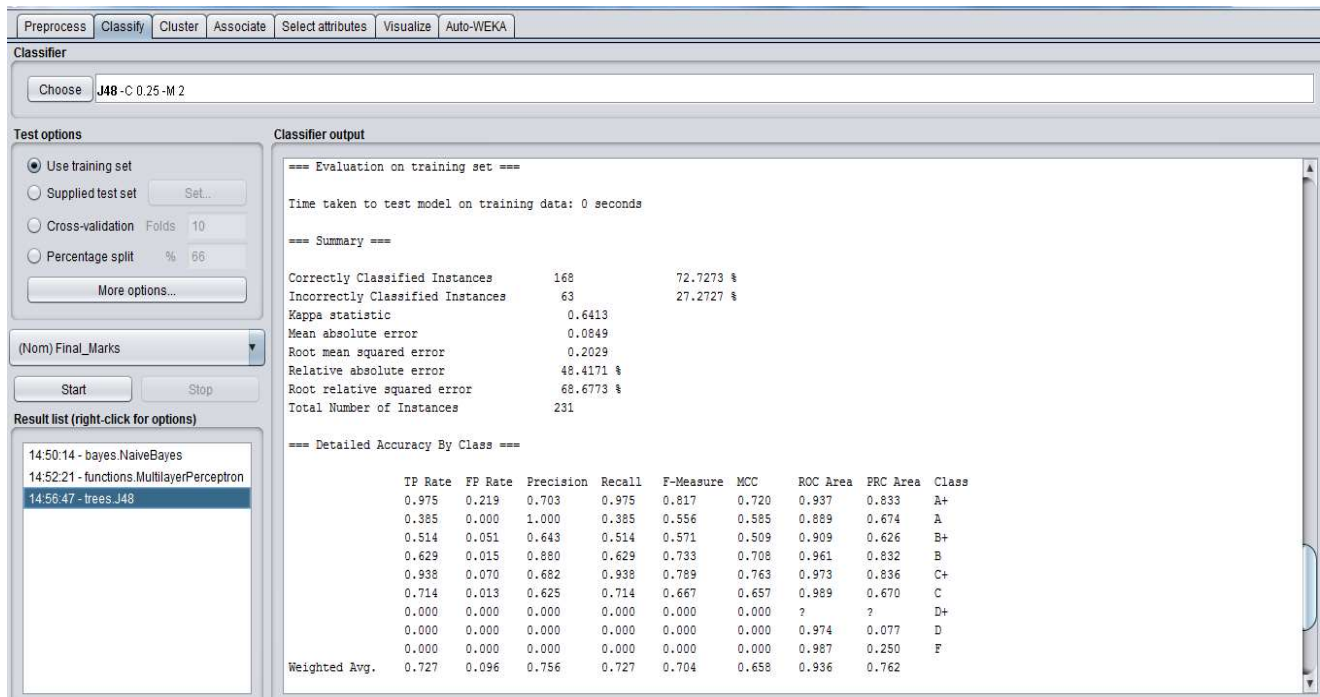 Preprocess Classify Cluster Associate Select attributes Visualize Auto-WEKA
Classifier
Choose J48 -C 0.25 -M 2
Test options
Use training set
Supplied test set Set...
Cross-validation Folds 10
Percentage split % 66
More options...
(Nom) Final_Marks
Start Stop
Result list (right-click for options)
14:50:14 - bayes.NaiveBayes
14:52:21 - functions.MultilayerPerceptron
14:56:47 - trees.J48
Classifier output
=== Evaluation on training set ===
Time taken to test model on training data: 0 seconds
=== Summary ===
Correctly Classified Instances 168 72.7273 %
Incorrectly Classified Instances 63 27.2727 %
Kappa statistic 0.6413
Mean absolute error 0.0849
Root mean squared error 0.2029
Relative absolute error 48.4171 %
Root relative squared error 68.6773 %
Total Number of Instances 231
=== Detailed Accuracy By Class ===
TP Rate FP Rate Precision Recall F-Measure MCC ROC Area PRC Area Class
0.975 0.219 0.703 0.975 0.817 0.720 0.937 0.833 A+
0.385 0.000 1.000 0.385 0.556 0.585 0.889 0.674 A
0.514 0.051 0.643 0.514 0.571 0.509 0.909 0.626 B+
0.629 0.015 0.880 0.629 0.733 0.708 0.961 0.832 B
0.938 0.070 0.682 0.938 0.789 0.763 0.973 0.836 C+
0.714 0.013 0.625 0.714 0.667 0.657 0.989 0.670 C
0.000 0.000 0.000 0.000 0.000 0.000 ? ? D+
0.000 0.000 0.000 0.000 0.000 0.000 0.974 0.077 D
0.000 0.000 0.000 0.000 0.000 0.000 0.987 0.250 F
Weighted Avg. 0.727 0.096 0.756 0.727 0.704 0.658 0.936 0.762